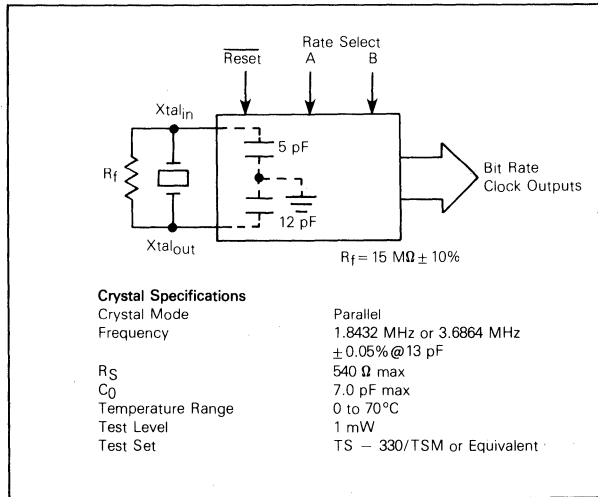 Rate Select
Reset A B
Xtalin
5 pF
Rf
Bit Rate
Clock Outputs
12 pF
Xtalout
Rf = 15 MΩ ± 10%
Crystal Specifications
Crystal Mode Parallel
Frequency 1.8432 MHz or 3.6864 MHz
± 0.05% @ 13 pF
RS 540 Ω max
C0 7.0 pF max
Temperature Range 0 to 70°C
Test Level 1 mW
Test Set TS – 330/TSM or Equivalent